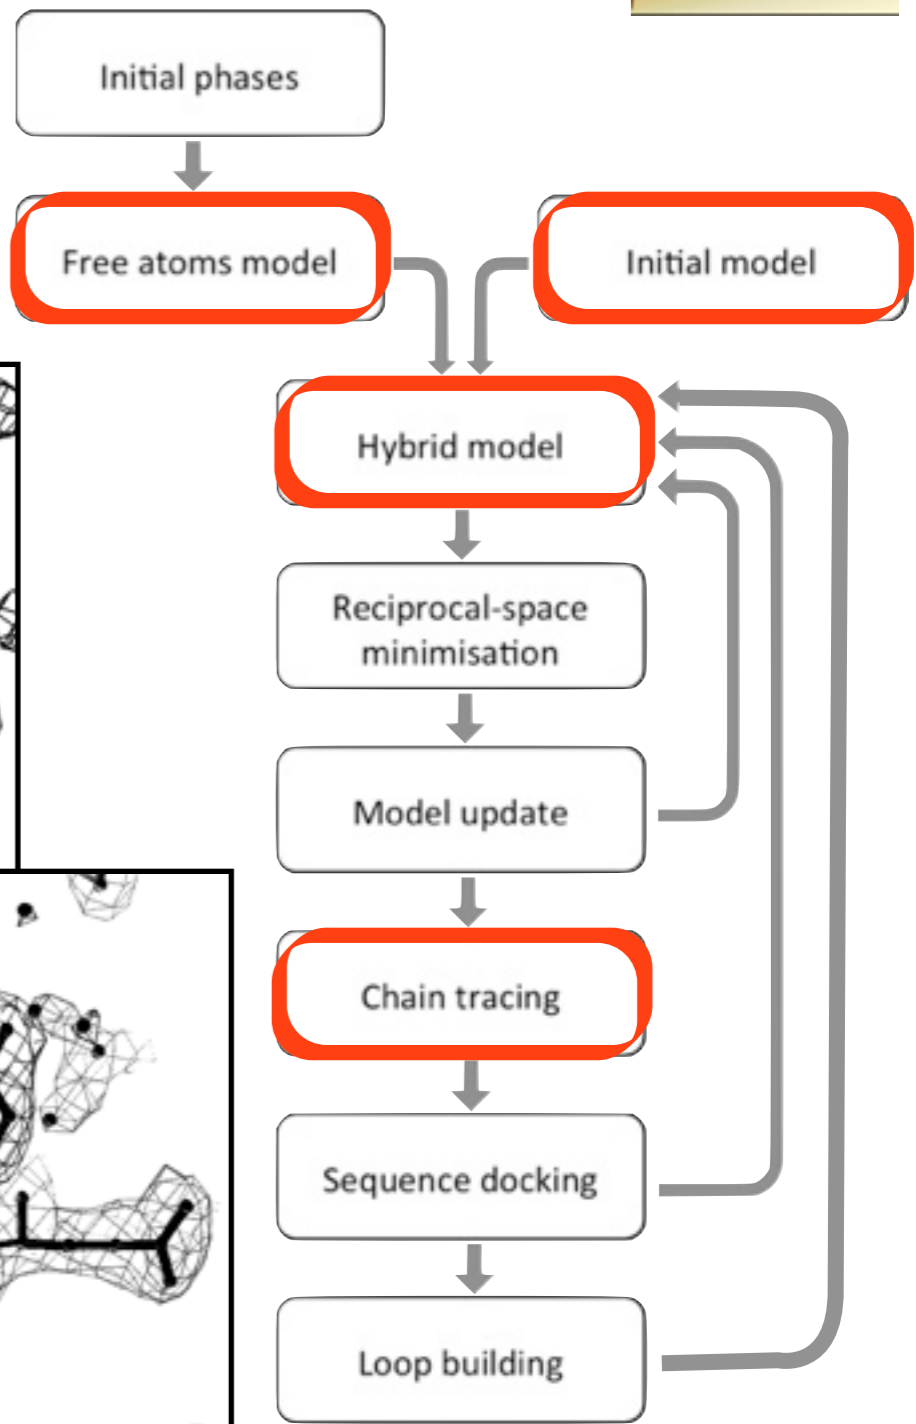 Initial phases
Free atoms model
Initial model
Hybrid model
Reciprocal-space
minimisation
Model update
Chain tracing
Sequence docking
Loop building